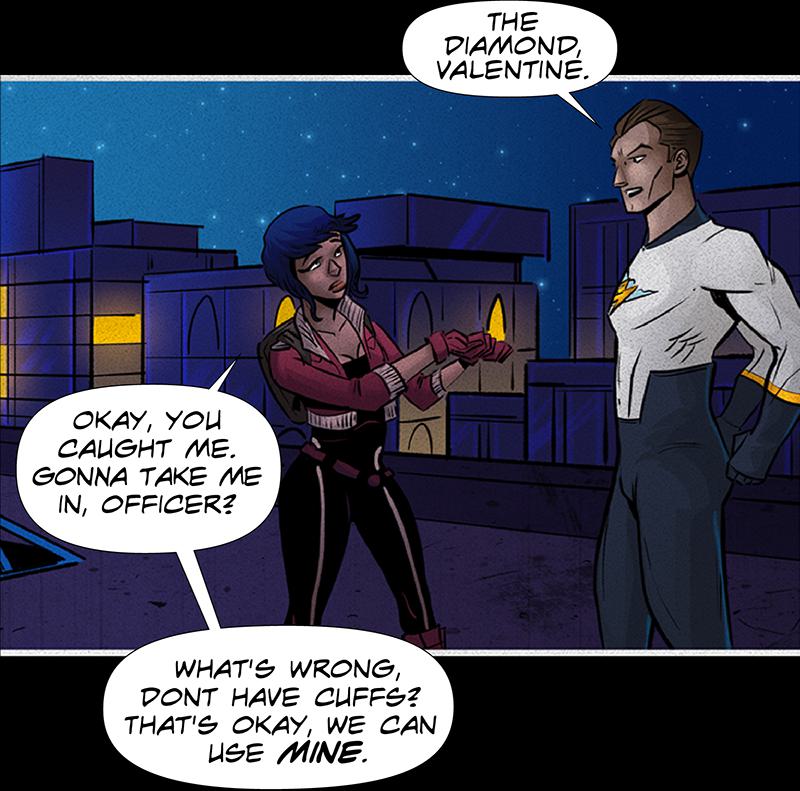 THE
DIAMOND,
VALENTINE.
OKAY, YOU
CAUGHT ME.
GONNA TAKE ME
IN, OFFICER?
WHAT'S WRONG,
DONT HAVE CUFFS?
THAT'S OKAY, WE CAN
USE MINE.